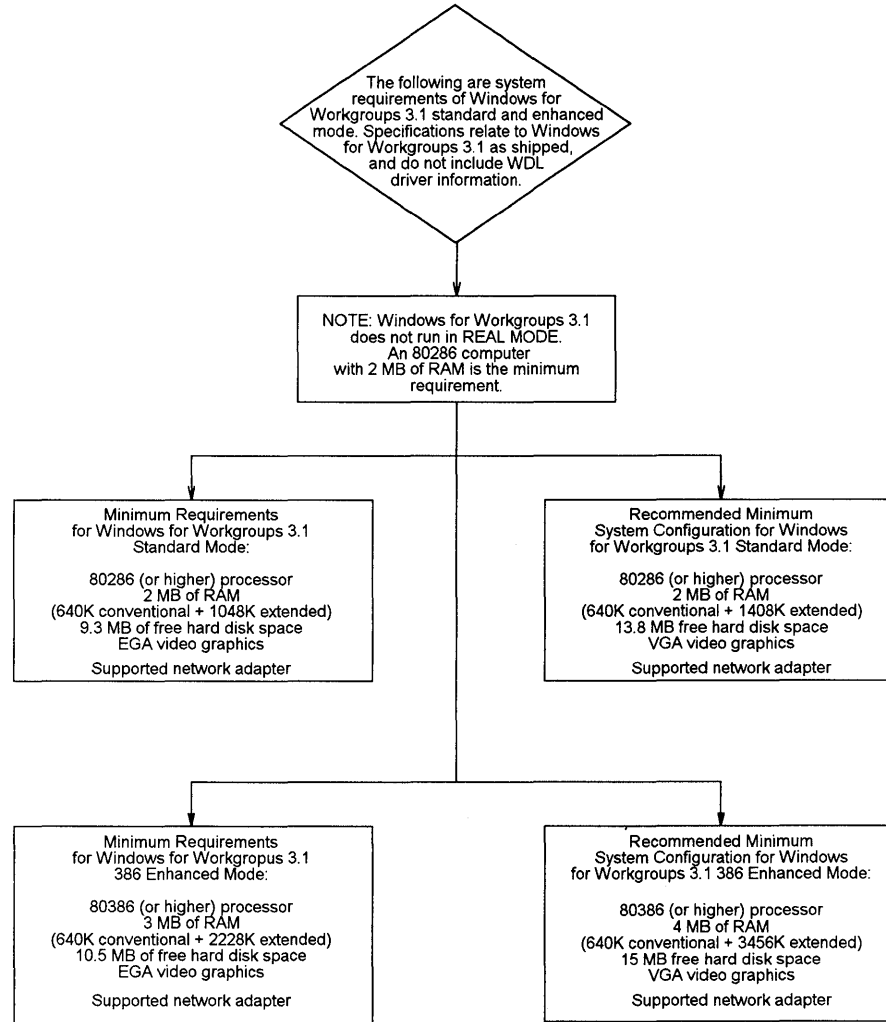 The following are system
requirements of Windows for
Workgroups 3.1 standard and enhanced
mode. Specifications relate to Windows
for Workgroups 3.1 as shipped,
and do not include WDL
driver information.
NOTE: Windows for Workgroups 3.1
does not run in REAL MODE.
An 80286 computer
with 2 MB of RAM is the minimum
requirement.
Minimum Requirements
for Windows for Workgroups 3.1
Standard Mode:
80286 (or higher) processor
2 MB of RAM
(640K conventional + 1048K extended)
9.3 MB of free hard disk space
EGA video graphics
Supported network adapter
Recommended Minimum
System Configuration for Windows
for Workgroups 3.1 Standard Mode:
80286 (or higher) processor
2 MB of RAM
(640K conventional + 1408K extended)
13.8 MB free hard disk space
VGA video graphics
Supported network adapter
Minimum Requirements
for Windows for Workgropus 3.1
386 Enhanced Mode:
80386 (or higher) processor
3 MB of RAM
(640K conventional + 2228K extended)
10.5 MB of free hard disk space
EGA video graphics
Supported network adapter
Recommended Minimum
System Configuration for Windows
for Workgroups 3.1 386 Enhanced Mode:
80386 (or higher) processor
4 MB of RAM
(640K conventional + 3456K extended)
15 MB free hard disk space
VGA video graphics
Supported network adapter